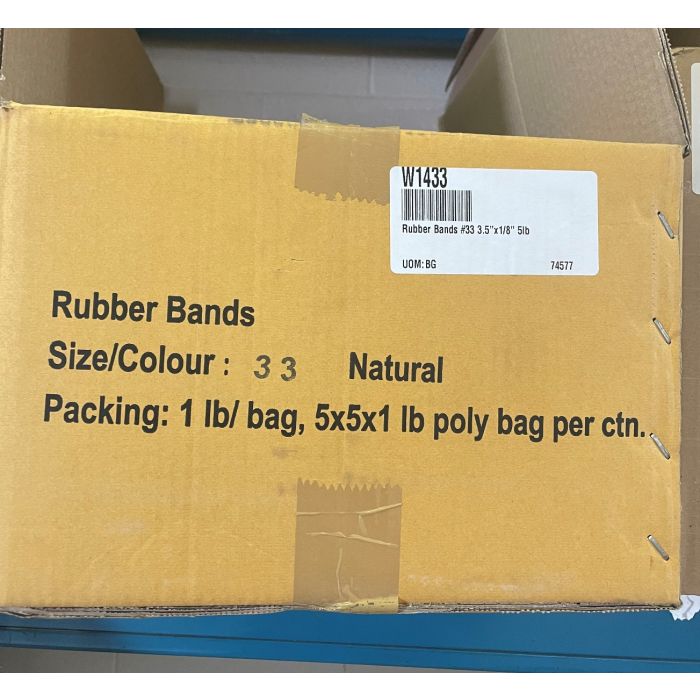 W1433
Rubber Bands #33 3.5"x1/8" 5lb
UOM: BG 74577
Rubber Bands
Size/Colour : 33 Natural
Packing: 1 lb/ bag, 5x5x1 lb poly bag per ctn.